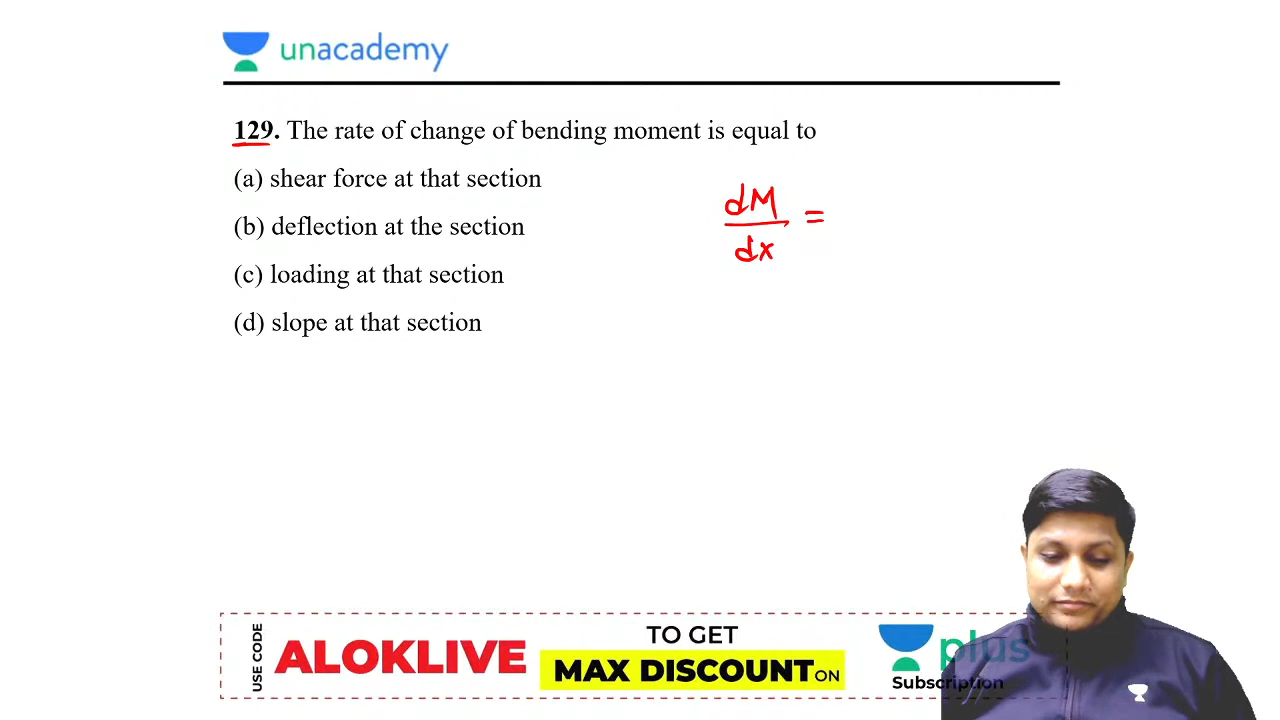 unacademy
129. The rate of change of bending moment is equal to
(a) shear force at that section
(b) deflection at the section
(c) loading at that section
(d) slope at that section
dM
dx
=
USE CODE
ALOKLIVE
TO GET
MAX DISCOUNT ON
plus
Subscription